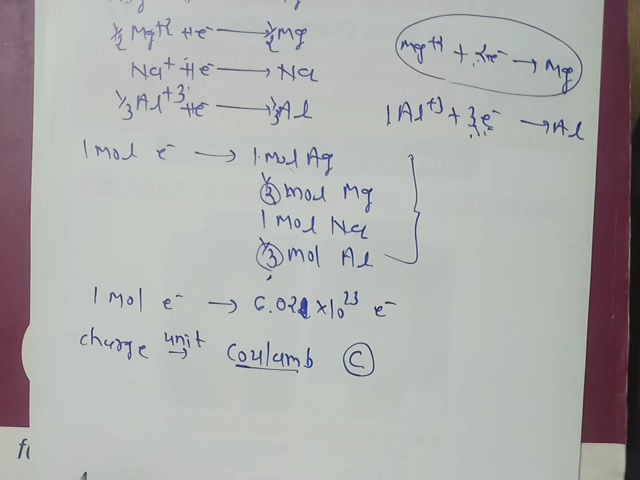 ½Mg⁺² +e⁻ → ½Mg
Mg⁺² + 2e⁻ → Mg
Na⁺ +e⁻ → Na
⅓Al⁺³ +e⁻ → ⅓Al
1Al⁺³ + 3e⁻ → Al
1 mol e⁻ → 1 mol Ag
½ mol Mg
1 mol Na
⅓ mol Al
1 mol e⁻ → 6.022×10²³ e⁻
charge unit → Coulamb C